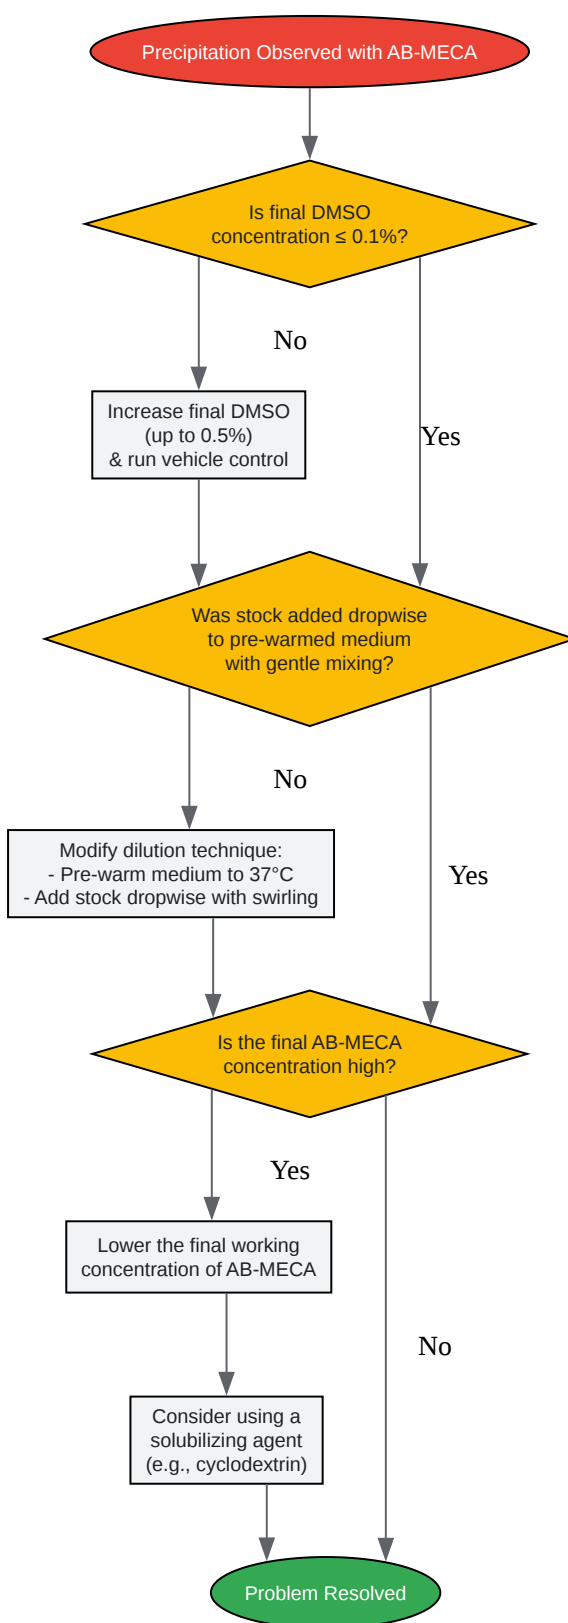 Precipitation Observed with AB-MECA
Is final DMSO
concentration ≤ 0.1%?
No
Increase final DMSO
(up to 0.5%)
& run vehicle control
Yes
Was stock added dropwise
to pre-warmed medium
with gentle mixing?
No
Modify dilution technique:
- Pre-warm medium to 37°C
- Add stock dropwise with swirling
Yes
Is the final AB-MECA
concentration high?
Yes
Lower the final working
concentration of AB-MECA
No
Consider using a
solubilizing agent
(e.g., cyclodextrin)
Problem Resolved